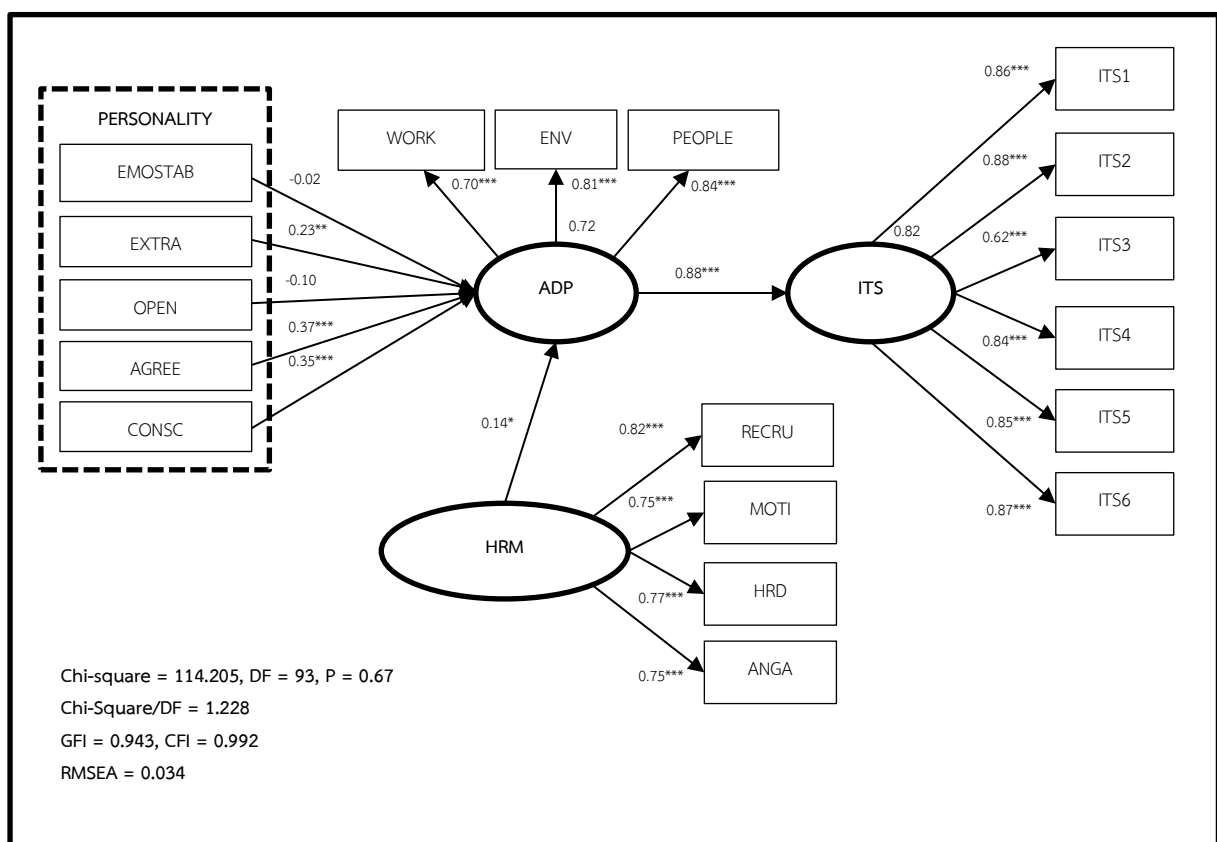 PERSONALITY
EMOSTAB
EXTRA
OPEN
AGREE
CONSC
-0.02
0.23**
-0.10
0.37***
0.35***
WORK
ENV
PEOPLE
0.70***
0.81***
0.84***
0.72
ADP
0.88***
0.82
ITS
0.86***
0.88***
0.62***
0.84***
0.85***
0.87***
ITS1
ITS2
ITS3
ITS4
ITS5
ITS6
0.14*
HRM
0.82***
0.75***
0.77***
0.75***
RECRU
MOTI
HRD
ANGA
Chi-square = 114.205, DF = 93, P = 0.67
Chi-Square/DF = 1.228
GFI = 0.943, CFI = 0.992
RMSEA = 0.034